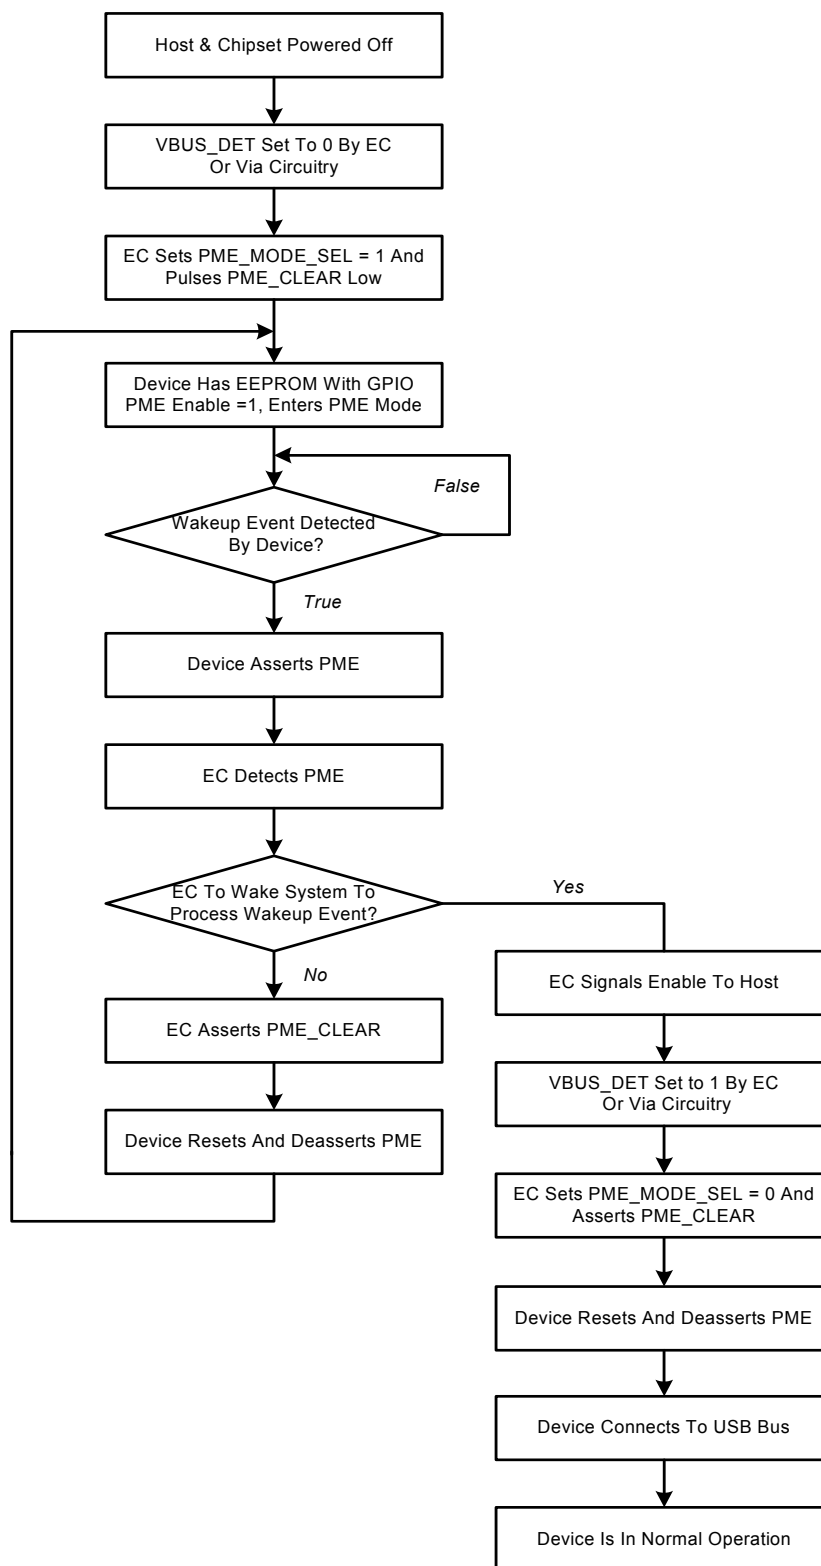 Host & Chipset Powered Off
VBUS_DET Set To 0 By EC
Or Via Circuitry
EC Sets PME_MODE_SEL = 1 And
Pulses PME_CLEAR Low
Device Has EEPROM With GPIO
PME Enable =1, Enters PME Mode
False
Wakeup Event Detected
By Device?
True
Device Asserts PME
EC Detects PME
EC To Wake System To
Process Wakeup Event?
Yes
No
EC Asserts PME_CLEAR
Device Resets And Deasserts PME
EC Signals Enable To Host
VBUS_DET Set to 1 By EC
Or Via Circuitry
EC Sets PME_MODE_SEL = 0 And
Asserts PME_CLEAR
Device Resets And Deasserts PME
Device Connects To USB Bus
Device Is In Normal Operation